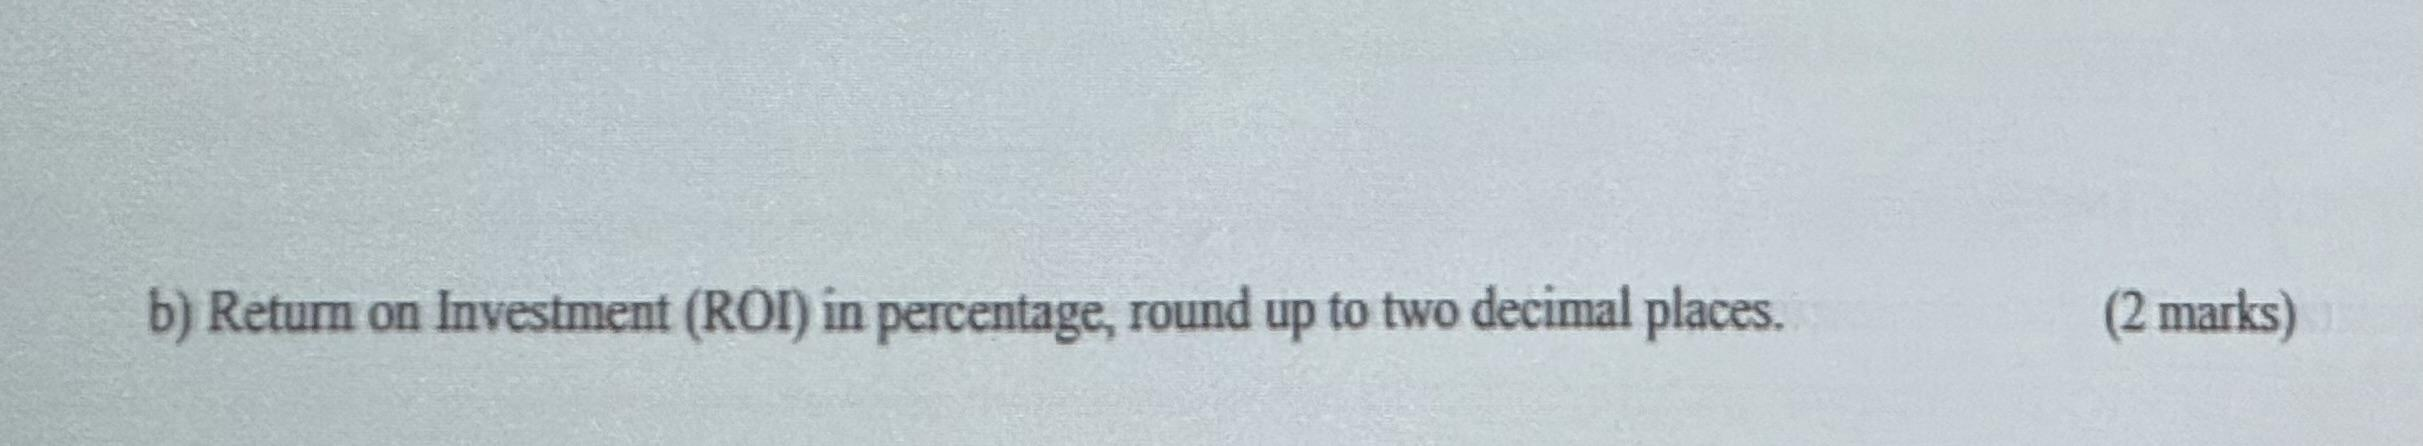 b) Return on Investment (ROI) in percentage, round up to two decimal places. (2 marks)